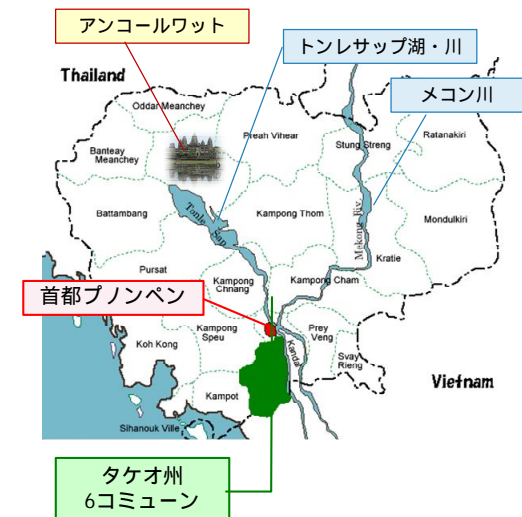 アンコールワット
トンレサップ湖・川
Thailand
メコン川
Oddar Meanchey
Preah Vihear
Stung Streng
Ratanakiri
Banteay
Meanchey
Battambang
Tonle Sap
Kampong Thom
Mekong Riv.
Mondulkiri
Kratie
Pursat
Kampong
Chnang
Kampong Cham
首都プノンペン
Kampong
Speu
Prey
Veng
Kanda
Koh Kong
Svay
Rieng
Vietnam
Kampot
Sihanouk Ville
タケオ州
6コミューン